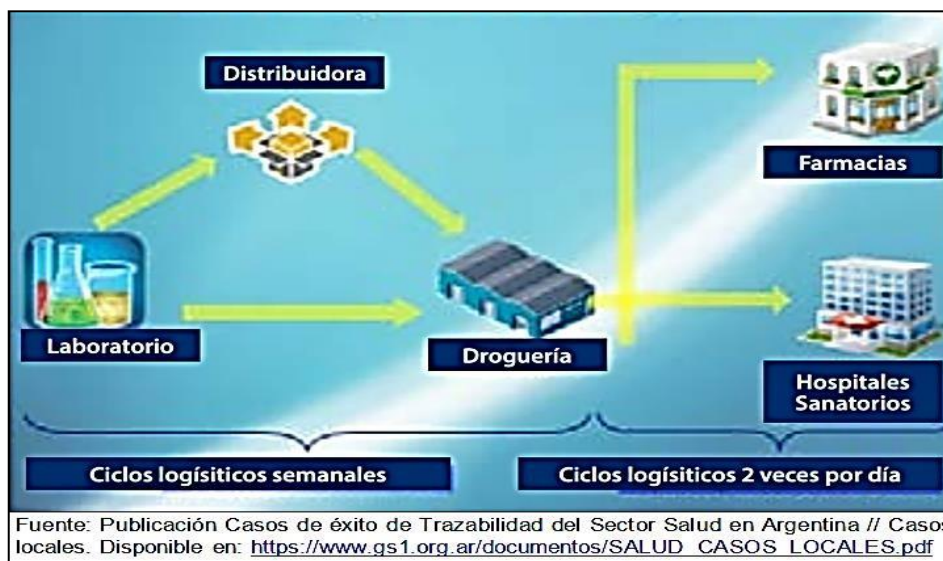 Distribuidora
Farmacias
Laboratorio
Droguería
Hospitales
Sanatorios
Ciclos logísiticos semanales
Ciclos logísiticos 2 veces por día
Fuente: Publicación Casos de éxito de Trazabilidad del Sector Salud en Argentina // Casos
locales. Disponible en: https://www.gs1.org.ar/documentos/SALUD_CASOS_LOCALES.pdf